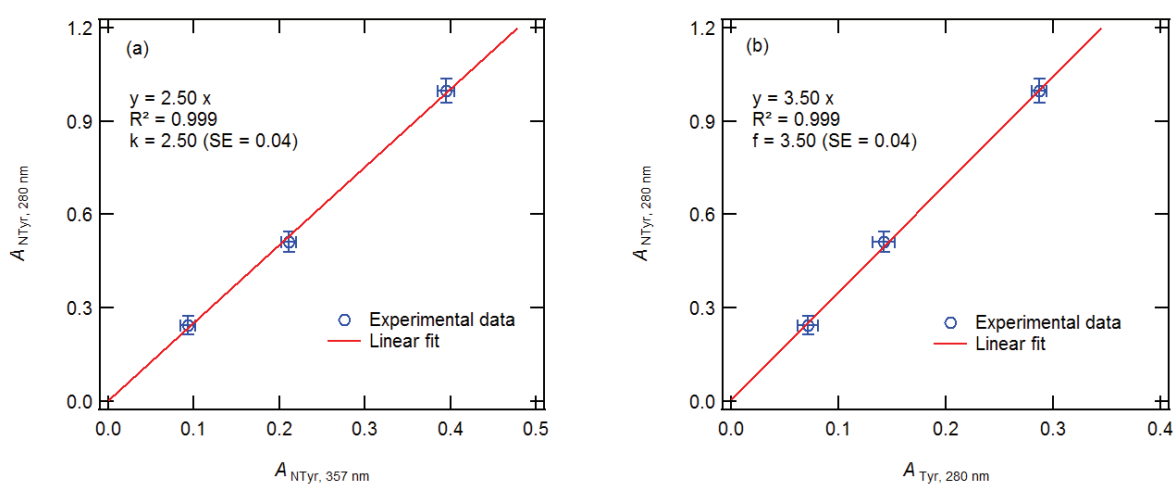 (a)
y = 2.50 x
R² = 0.999
k = 2.50 (SE = 0.04)
1.2
0.9
0.6
0.3
0.0
A NTyr, 280 nm
Experimental data
Linear fit
0.0 0.1 0.2 0.3 0.4 0.5
A NTyr, 357 nm
(b)
y = 3.50 x
R² = 0.999
f = 3.50 (SE = 0.04)
1.2
0.9
0.6
0.3
0.0
A NTyr, 280 nm
Experimental data
Linear fit
0.0 0.1 0.2 0.3 0.4
A Tyr, 280 nm